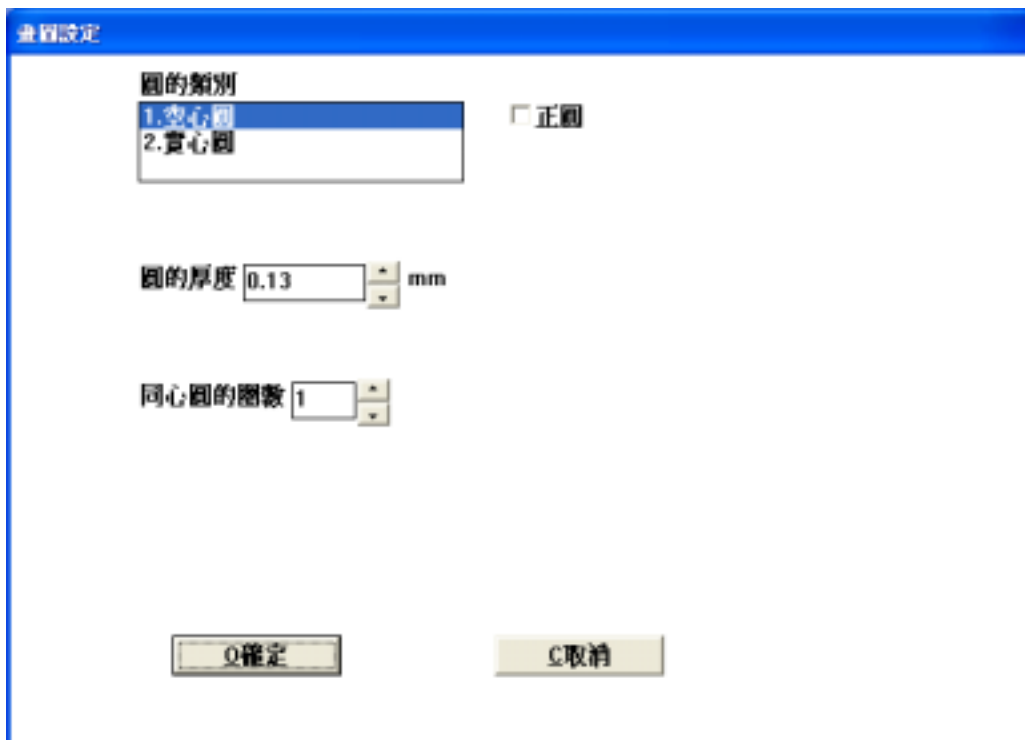 畫圓設定
圓的類別
1.空心圓
2.實心圓
正圓
圓的厚度 0.13 mm
同心圓的圈數 1
O確定 C取消